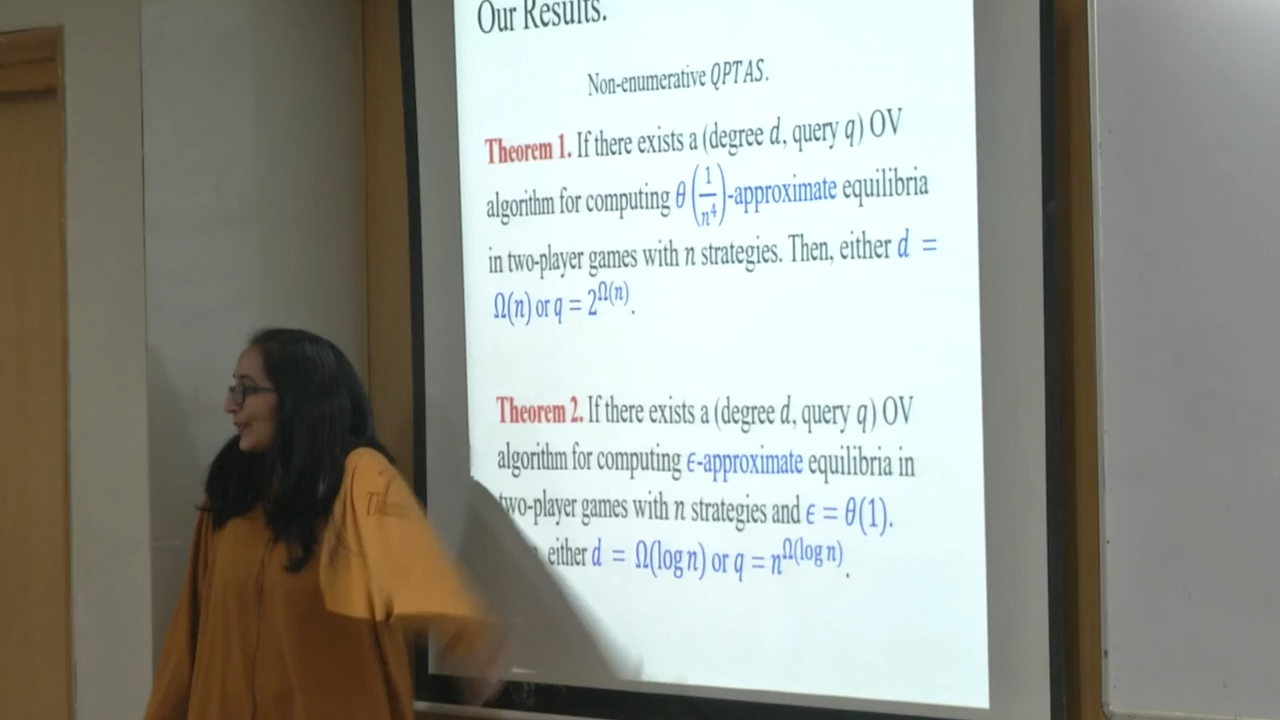 Our Results.
Non-enumerative QPTAS.
Theorem 1. If there exists a (degree d, query q) OV
algorithm for computing θ(1/n⁴)-approximate equilibria
in two-player games with n strategies. Then, either d =
Ω(n) or q = 2^Ω(n).
Theorem 2. If there exists a (degree d, query q) OV
algorithm for computing ϵ-approximate equilibria in
two-player games with n strategies and ϵ = θ(1).
either d = Ω(log n) or q = n^Ω(log n).